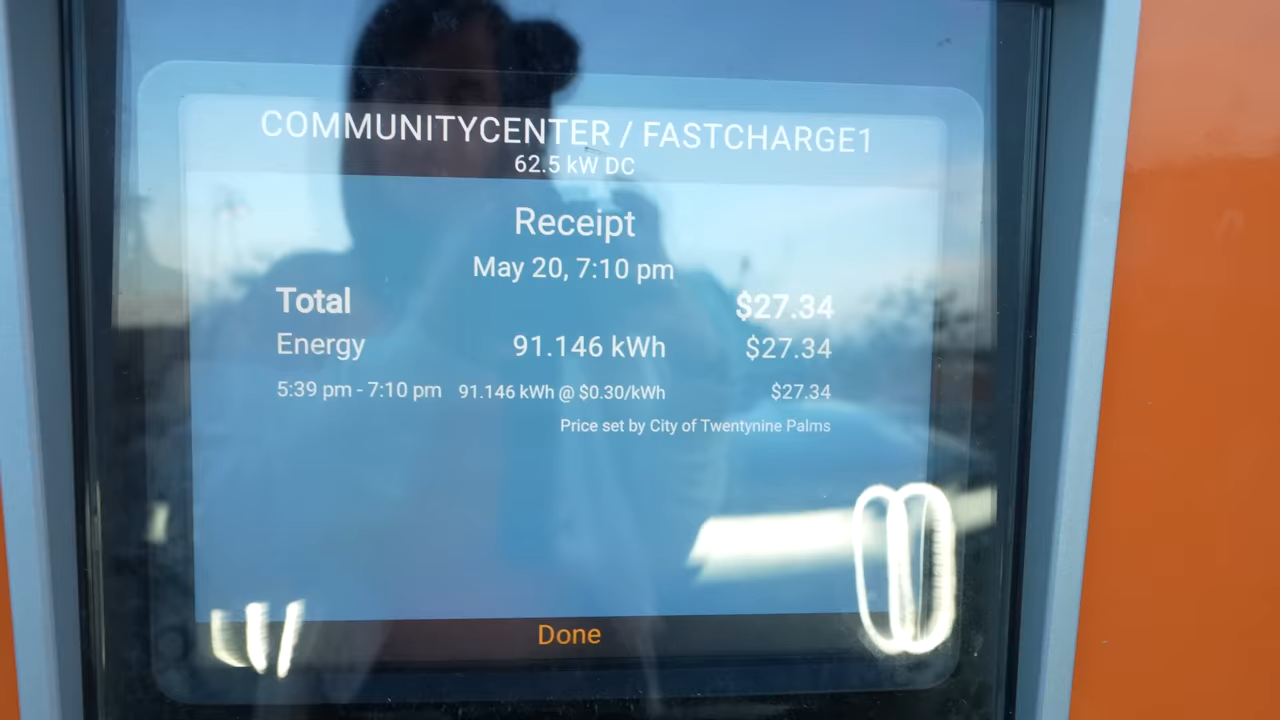 COMMUNITYCENTER / FASTCHARGE1
62.5 kW DC
Receipt
May 20, 7:10 pm
Total $27.34
Energy 91.146 kWh $27.34
5:39 pm - 7:10 pm 91.146 kWh @ $0.30/kWh $27.34
Price set by City of Twentynine Palms
Done